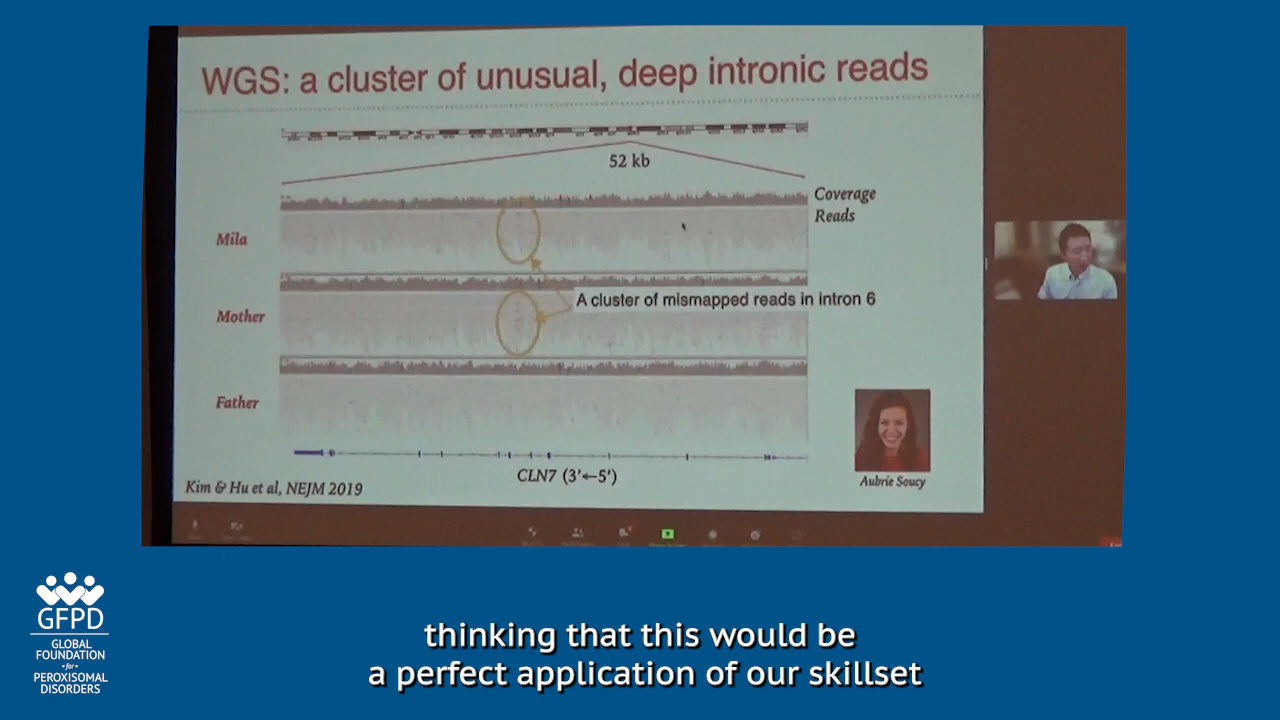 WGS: a cluster of unusual, deep intronic reads
52 kb
Coverage
Reads
Mila
A cluster of mismapped reads in intron 6
Mother
Father
CLN7 (3'←5')
Kim & Hu et al, NEJM 2019
Aubrie Soucy
GFPD
GLOBAL
FOUNDATION
for
PEROXISOMAL
DISORDERS
thinking that this would be
a perfect application of our skillset